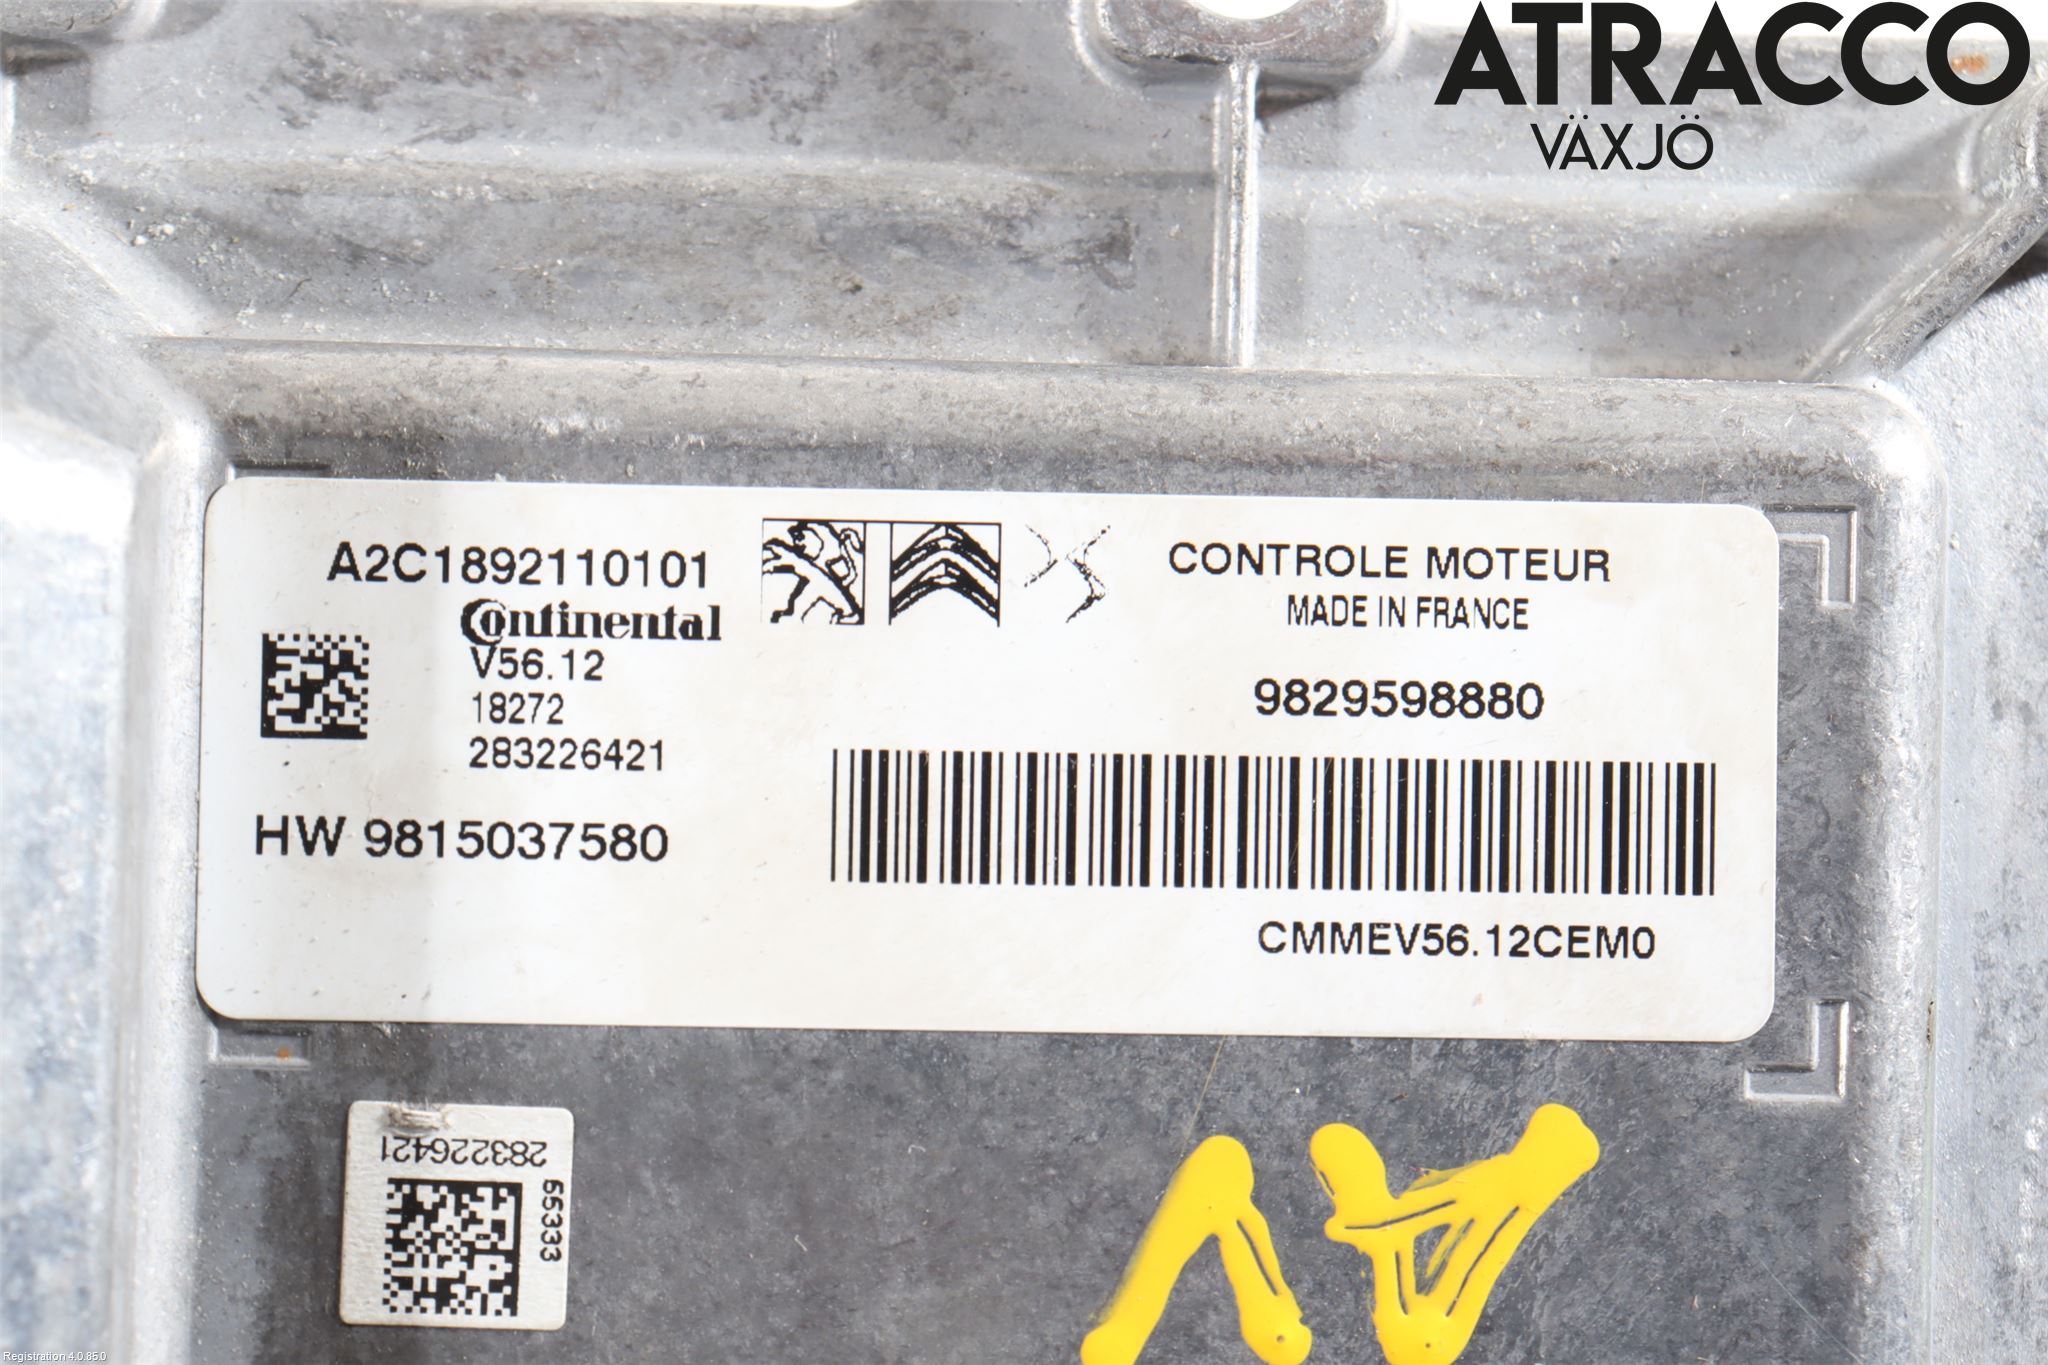 ATRACCO
VÄXJÖ
A2C1892110101
Continental
V56.12
18272
283226421
HW 9815037580
CONTROLE MOTEUR
MADE IN FRANCE
9829598880
CMMEV56.12CEM0
283226421
55333
Registration 4.0.85.0